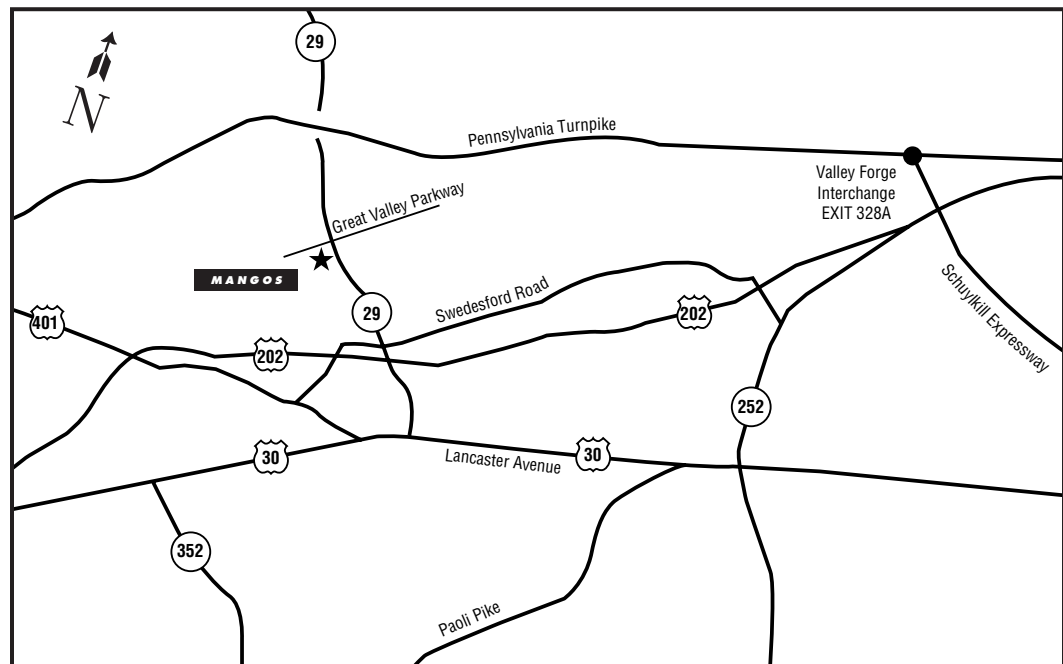 29
N
Pennsylvania Turnpike
Valley Forge
Interchange
EXIT 328A
Great Valley Parkway
MANGOS
Schuylkill Expressway
Swedesford Road
29
202
401
202
252
30
Lancaster Avenue
30
352
Paoli Pike